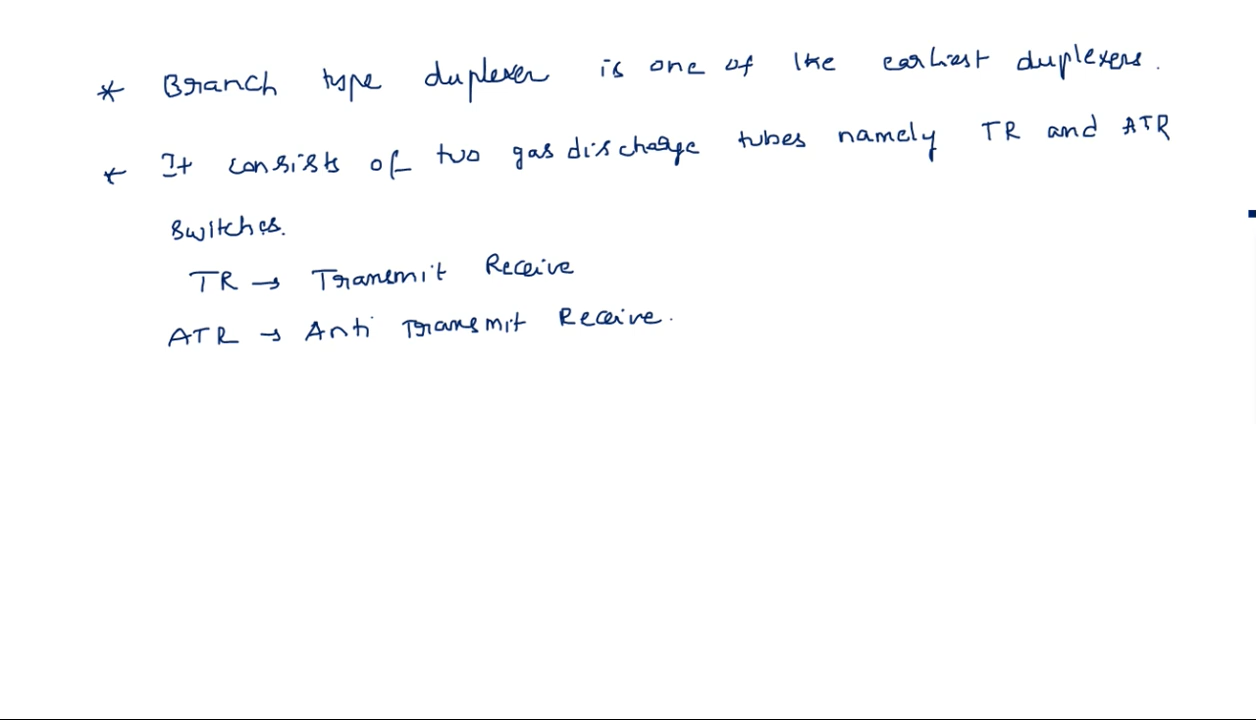 * Branch type duplexer is one of the earliest duplexers.
* It consists of two gas discharge tubes namely TR and ATR
switches.
TR → Transmit Receive
ATR → Anti Transmit Receive.